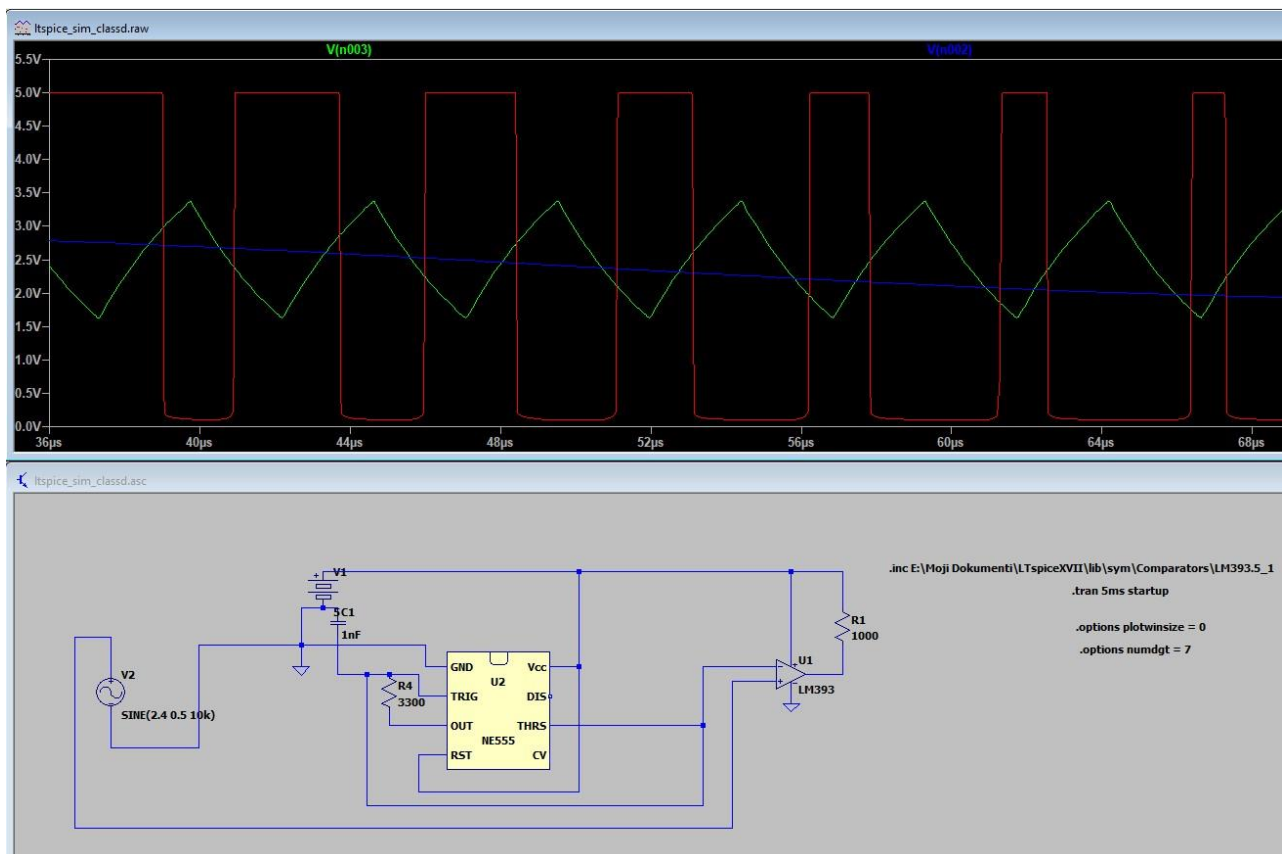 ltspice_sim_classd.raw
V(n003) V(n002)
5.5V
5.0V
4.5V
4.0V
3.5V
3.0V
2.5V
2.0V
1.5V
1.0V
0.5V
0.0V
36µs 40µs 44µs 48µs 52µs 56µs 60µs 64µs 68µs
ltspice_sim_classd.asc
V1
5
C1
1nF
V2
SINE(2.4 0.5 10k)
R4
3300
GND Vcc
U2
TRIG DIS
OUT THRS
NE555
RST CV
U1
LM393
R1
1000
.inc E:\Moji Dokumenti\LTspiceXVII\lib\sym\Comparators\LM393.5_1
.tran 5ms startup
.options plotwinsize = 0
.options numdgt = 7